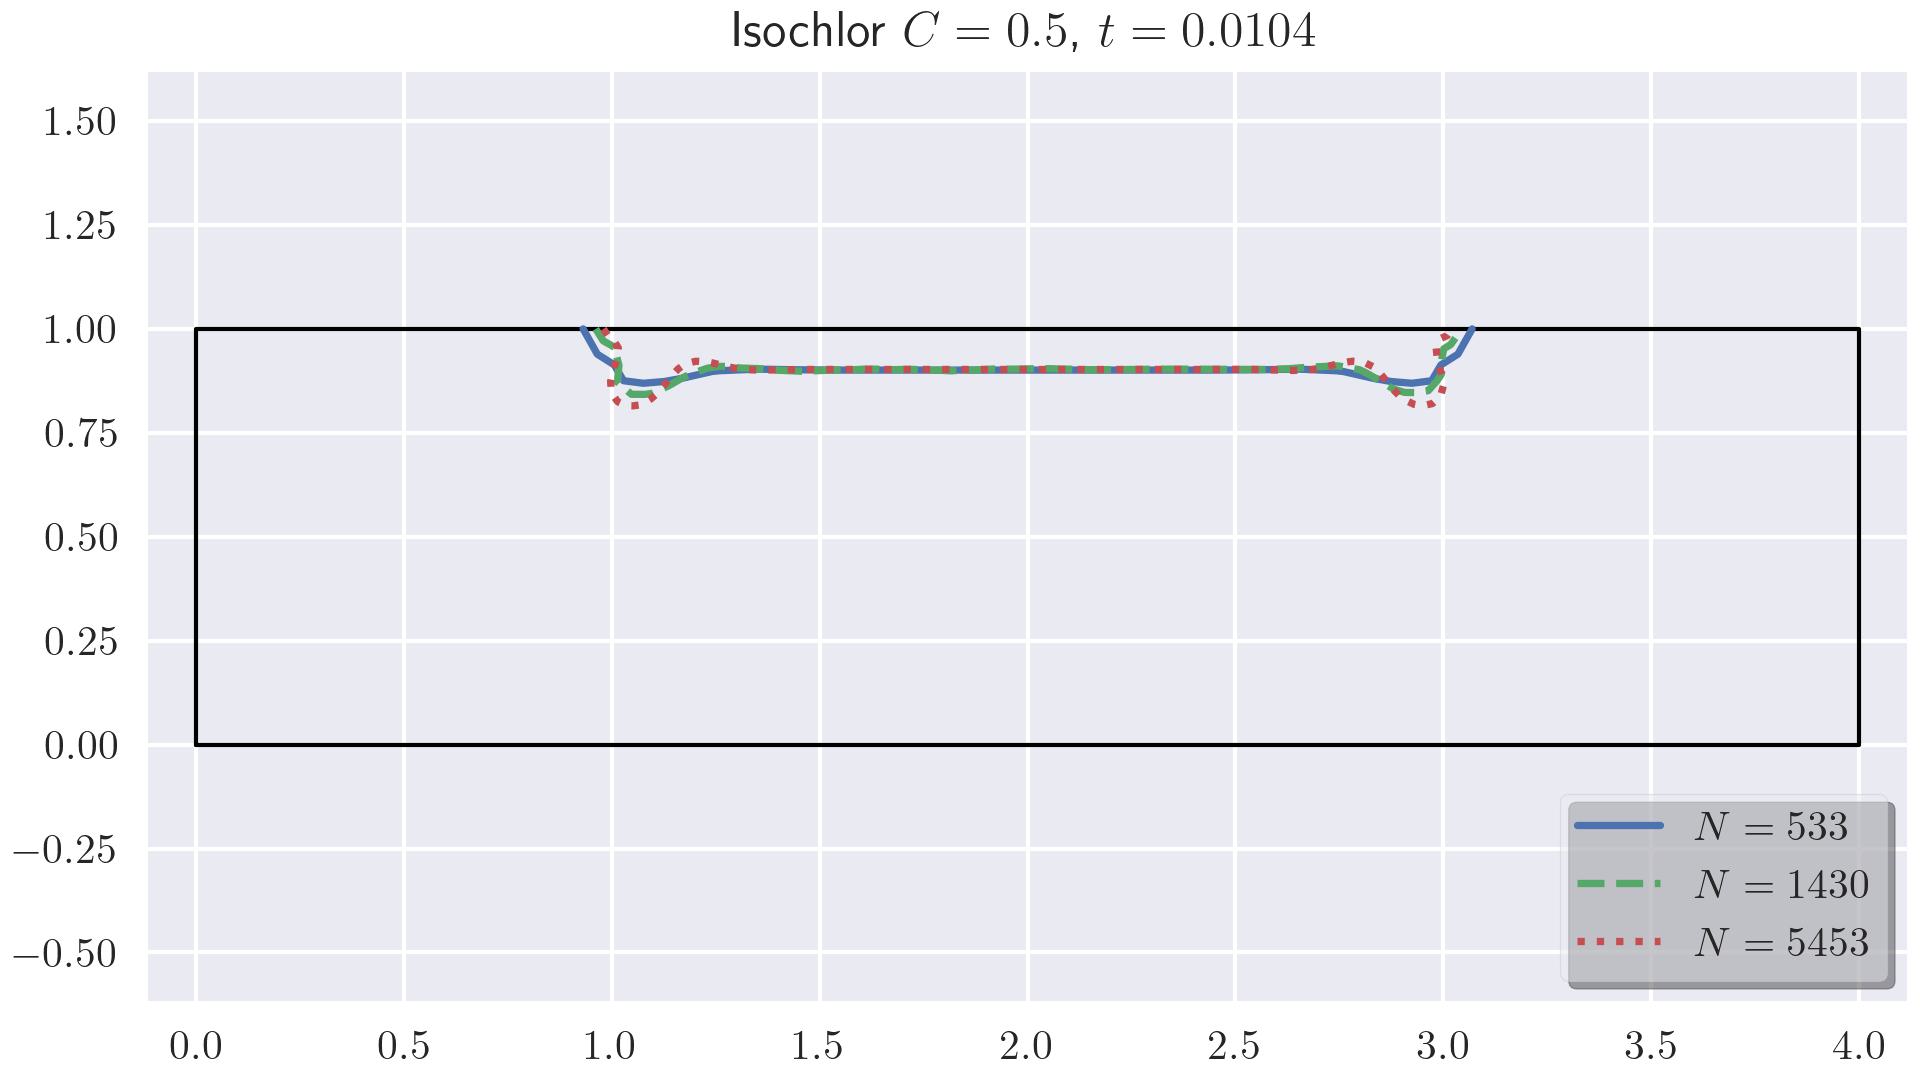 Isochlor C = 0.5, t = 0.0104
1.50
1.25
1.00
0.75
0.50
0.25
0.00
−0.25
−0.50
0.0 0.5 1.0 1.5 2.0 2.5 3.0 3.5 4.0
N = 533
N = 1430
N = 5453